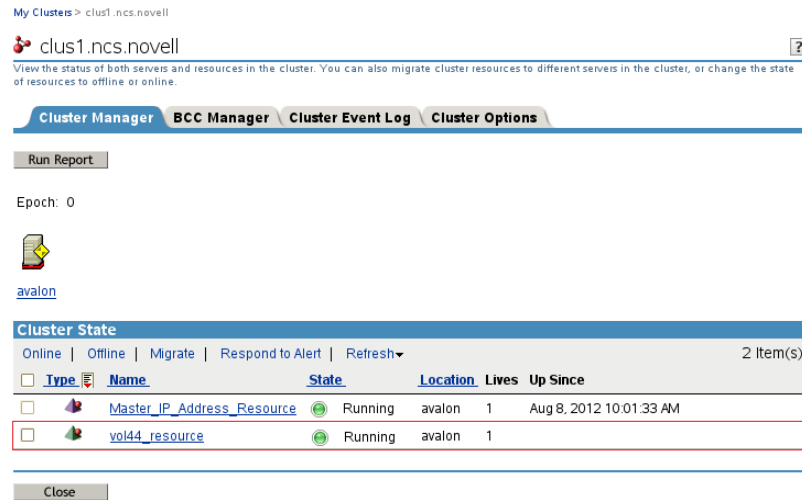 My Clusters > clus1.ncs.novell
clus1.ncs.novell ?
View the status of both servers and resources in the cluster. You can also migrate cluster resources to different servers in the cluster, or change the state
of resources to offline or online.
Cluster Manager BCC Manager Cluster Event Log Cluster Options
Run Report
Epoch: 0
avalon
Cluster State
Online | Offline | Migrate | Respond to Alert | Refresh 2 Item(s)
Type Name State Location Lives Up Since
Master_IP_Address_Resource Running avalon 1 Aug 8, 2012 10:01:33 AM
vol44_resource Running avalon 1
Close